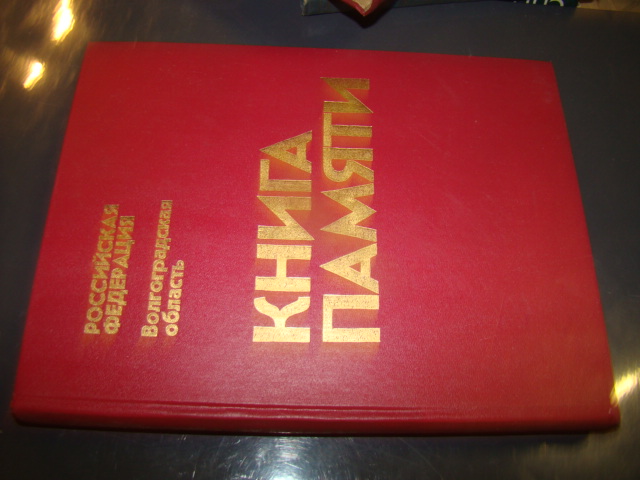 РОССИЙСКАЯ
ФЕДЕРАЦИЯ
Волгоградская
область
КНИГА
ПАМЯТИ